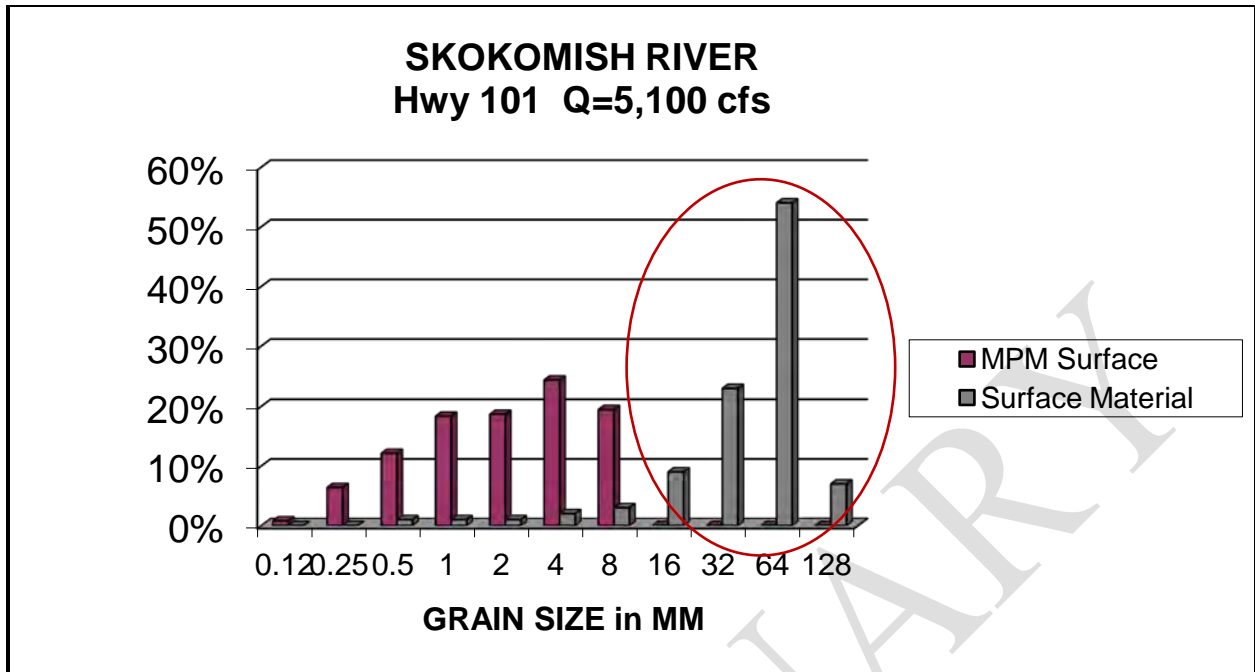 SKOKOMISH RIVER
Hwy 101 Q=5,100 cfs
60%
50%
40%
30%
20%
10%
0%
0.12 0.25 0.5 1 2 4 8 16 32 64 128
GRAIN SIZE in MM
MPM Surface
Surface Material
NARY